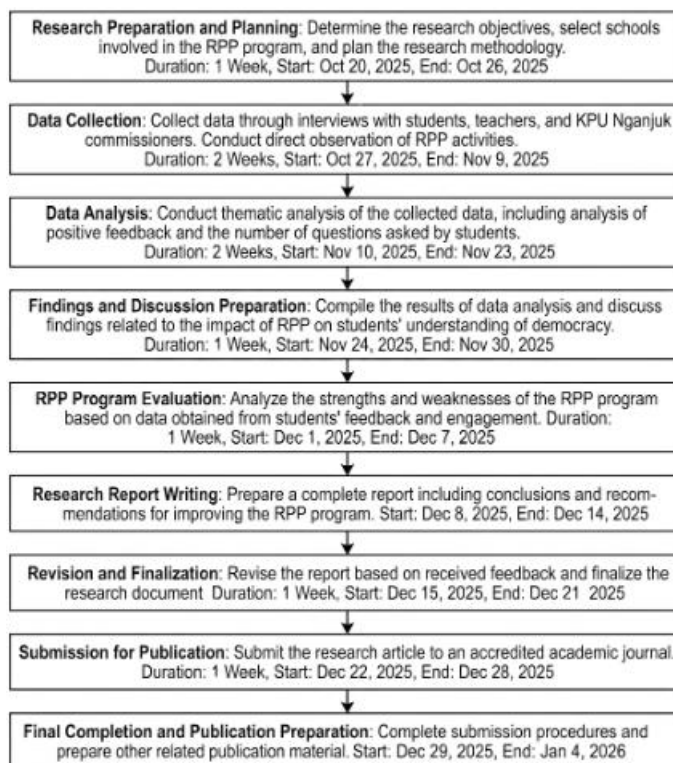 Research Preparation and Planning: Determine the research objectives, select schools
involved in the RPP program, and plan the research methodology.
Duration: 1 Week, Start: Oct 20, 2025, End: Oct 26, 2025
Data Collection: Collect data through interviews with students, teachers, and KPU Nganjuk
commissioners. Conduct direct observation of RPP activities.
Duration: 2 Weeks, Start: Oct 27, 2025, End: Nov 9, 2025
Data Analysis: Conduct thematic analysis of the collected data, including analysis of
positive feedback and the number of questions asked by students.
Duration: 2 Weeks, Start: Nov 10, 2025, End: Nov 23, 2025
Findings and Discussion Preparation: Compile the results of data analysis and discuss
findings related to the impact of RPP on students' understanding of democracy.
Duration: 1 Week, Start: Nov 24, 2025, End: Nov 30, 2025
RPP Program Evaluation: Analyze the strengths and weaknesses of the RPP program
based on data obtained from students' feedback and engagement. Duration:
1 Week, Start: Dec 1, 2025, End: Dec 7, 2025
Research Report Writing: Prepare a complete report including conclusions and recom-
mendations for improving the RPP program. Start: Dec 8, 2025, End: Dec 14, 2025
Revision and Finalization: Revise the report based on received feedback and finalize the
research document Duration: 1 Week, Start: Dec 15, 2025, End: Dec 21 2025
Submission for Publication: Submit the research article to an accredited academic journal.
Duration: 1 Week, Start: Dec 22, 2025, End: Dec 28, 2025
Final Completion and Publication Preparation: Complete submission procedures and
prepare other related publication material. Start: Dec 29, 2025, End: Jan 4, 2026